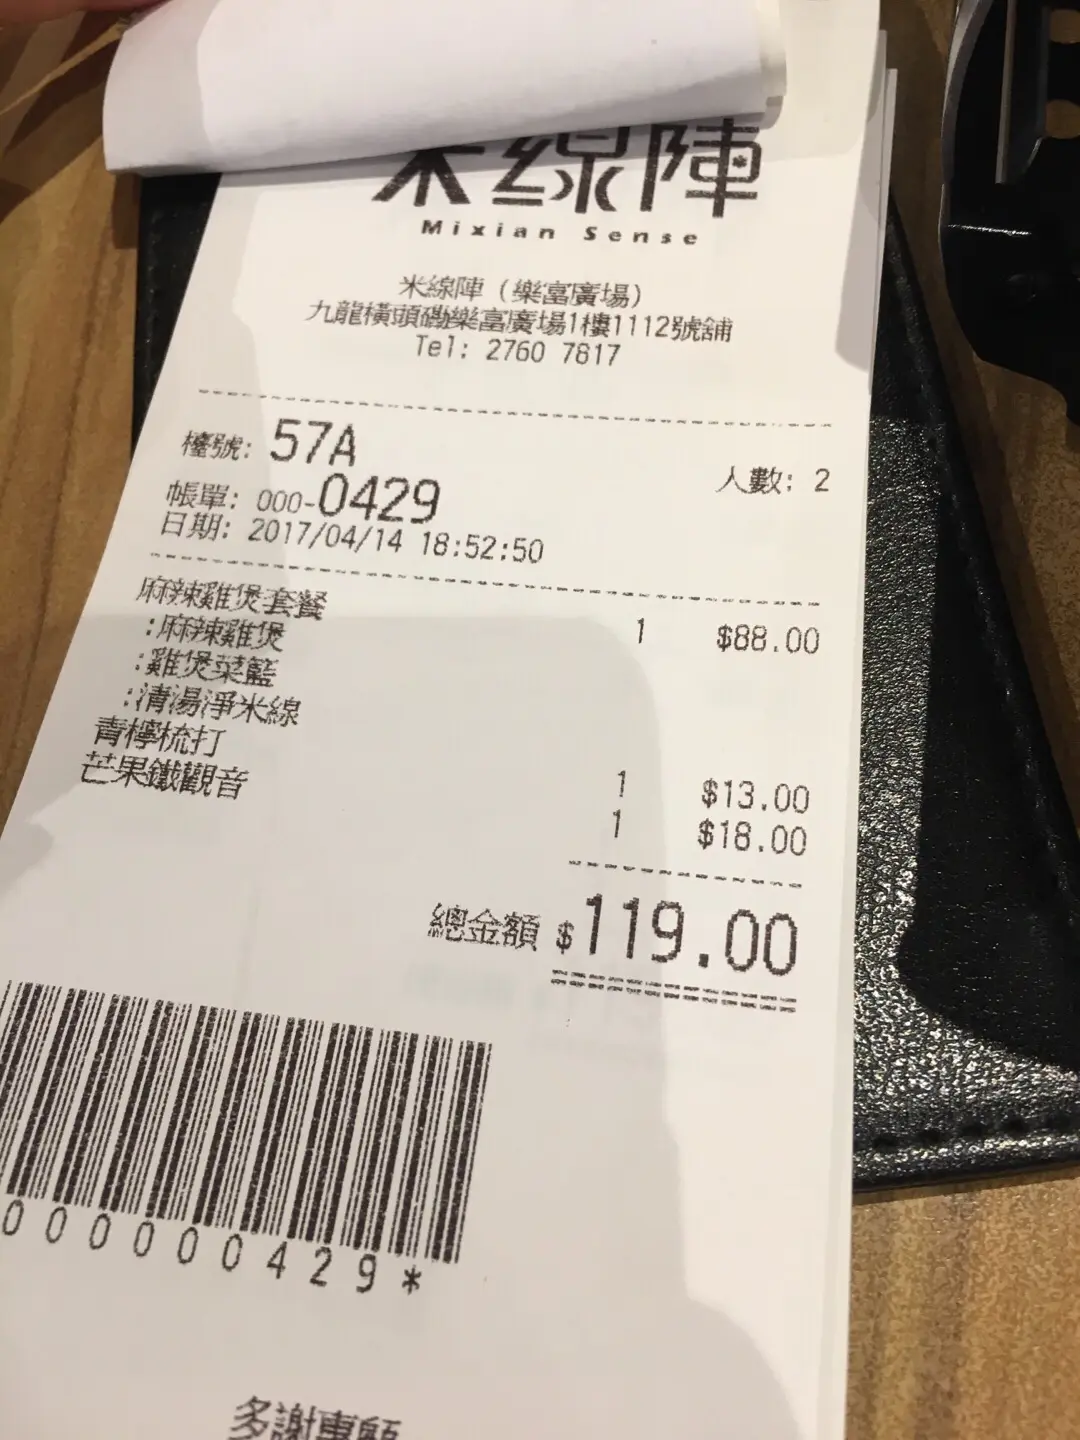 米線陣
Mixian Sense
米線陣 (樂富廣場)
九龍橫頭磡樂富廣場1樓1112號舖
Tel: 2760 7817
檯號: 57A
人數: 2
帳單: 000-0429
日期: 2017/04/14 18:52:50
麻辣雞煲套餐 1 $88.00
:麻辣雞煲
:雞煲菜籃
:清湯淨米線
青檸梳打 1 $13.00
芒果鐵觀音 1 $18.00
總金額 $119.00
000000429*
多謝惠顧